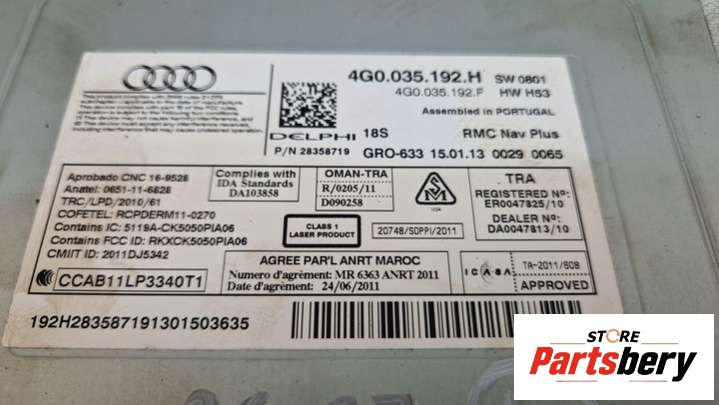 4G0.035.192.H SW 0801
4G0.035.192.F HW H53
Assembled in PORTUGAL
DELPHI 18S RMC Nav Plus
P/N 28358719 GRO-633 15.01.13 0029 0065
Aprobado CNC 16-9528
Anatel: 0651-11-6828
TRC/LPD/2010/61
COFETEL: RCPDERM11-0270
Contains IC: 5119A-CK5050PIA06
Contains FCC ID: RKXCK5050PIA06
CMIIT ID: 2011DJ5342
CCAB11LP3340T1
Complies with
IDA Standards
DA103858
OMAN-TRA
R/0205/11
D090258
CLASS 1
LASER PRODUCT
20748/SDPPI/2011
TRA
REGISTERED No:
ER0047825/10
DEALER No:
DA0047813/10
AGREE PAR'L ANRT MAROC
Numero d'agrément: MR 6363 ANRT 2011
Date d'agrément: 24/06/2011
ICASA
TA-2011/608
APPROVED
192H283587191301503635
STORE
Partsbery